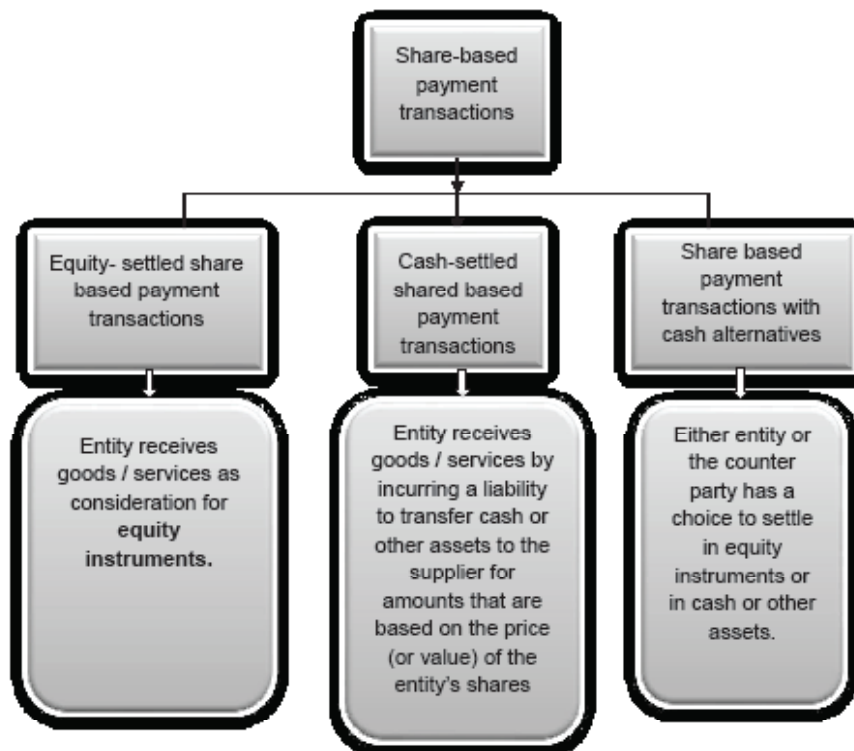 Share-based
payment
transactions
Equity- settled share
based payment
transactions
Cash-settled
shared based
payment
transactions
Share based
payment
transactions with
cash alternatives
Entity receives
goods / services as
consideration for
equity
instruments.
Entity receives
goods / services by
incurring a liability
to transfer cash or
other assets to the
supplier for
amounts that are
based on the price
(or value) of the
entity's shares
Either entity or
the counter
party has a
choice to settle
in equity
instruments or
in cash or other
assets.